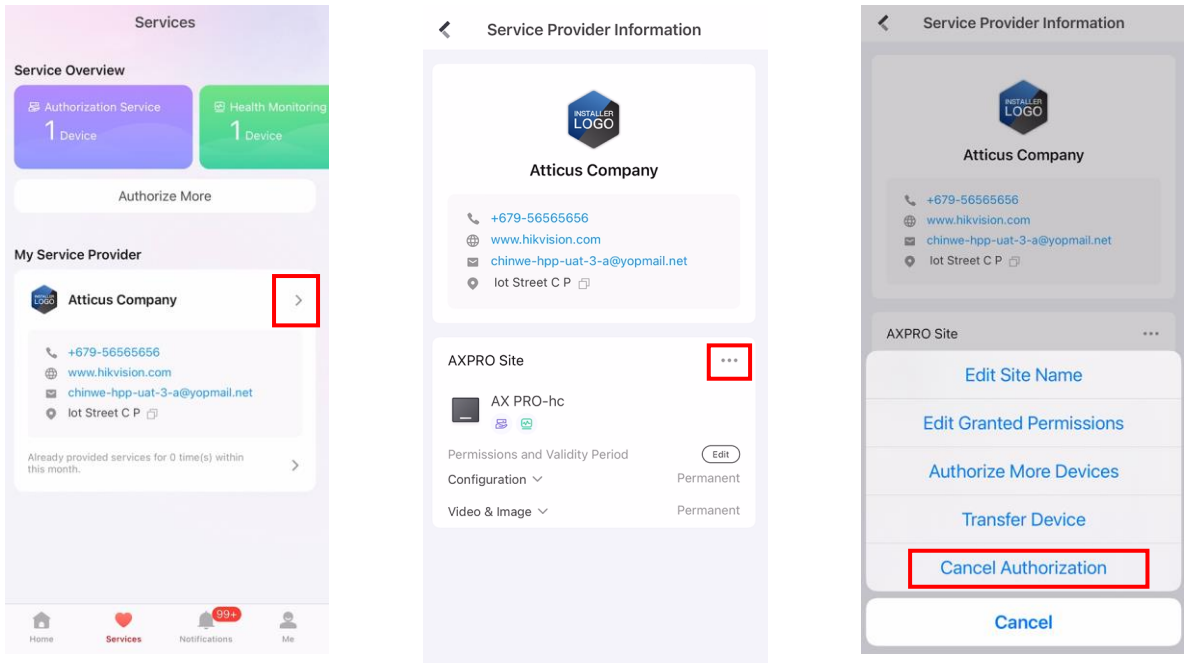 Services
Service Overview
Authorization Service
1 Device
Health Monitoring
1 Device
Authorize More
My Service Provider
INSTALLER
LOGO
Atticus Company
+679-56565656
www.hikvision.com
chinwe-hpp-uat-3-a@yopmail.net
Iot Street C P
Already provided services for 0 time(s) within
this month.
99+
Home
Services
Notifications
Me
Service Provider Information
INSTALLER
LOGO
Atticus Company
+679-56565656
www.hikvision.com
chinwe-hpp-uat-3-a@yopmail.net
Iot Street C P
AXPRO Site
AX PRO-hc
Permissions and Validity Period
Edit
Configuration
Permanent
Video & Image
Permanent
Service Provider Information
INSTALLER
LOGO
Atticus Company
+679-56565656
www.hikvision.com
chinwe-hpp-uat-3-a@yopmail.net
Iot Street C P
AXPRO Site
Edit Site Name
Edit Granted Permissions
Authorize More Devices
Transfer Device
Cancel Authorization
Cancel